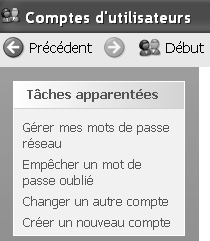 Comptes d'utilisateurs
Précédent Début
Tâches apparentées
Gérer mes mots de passe
réseau
Empêcher un mot de
passe oublié
Changer un autre compte
Créer un nouveau compte